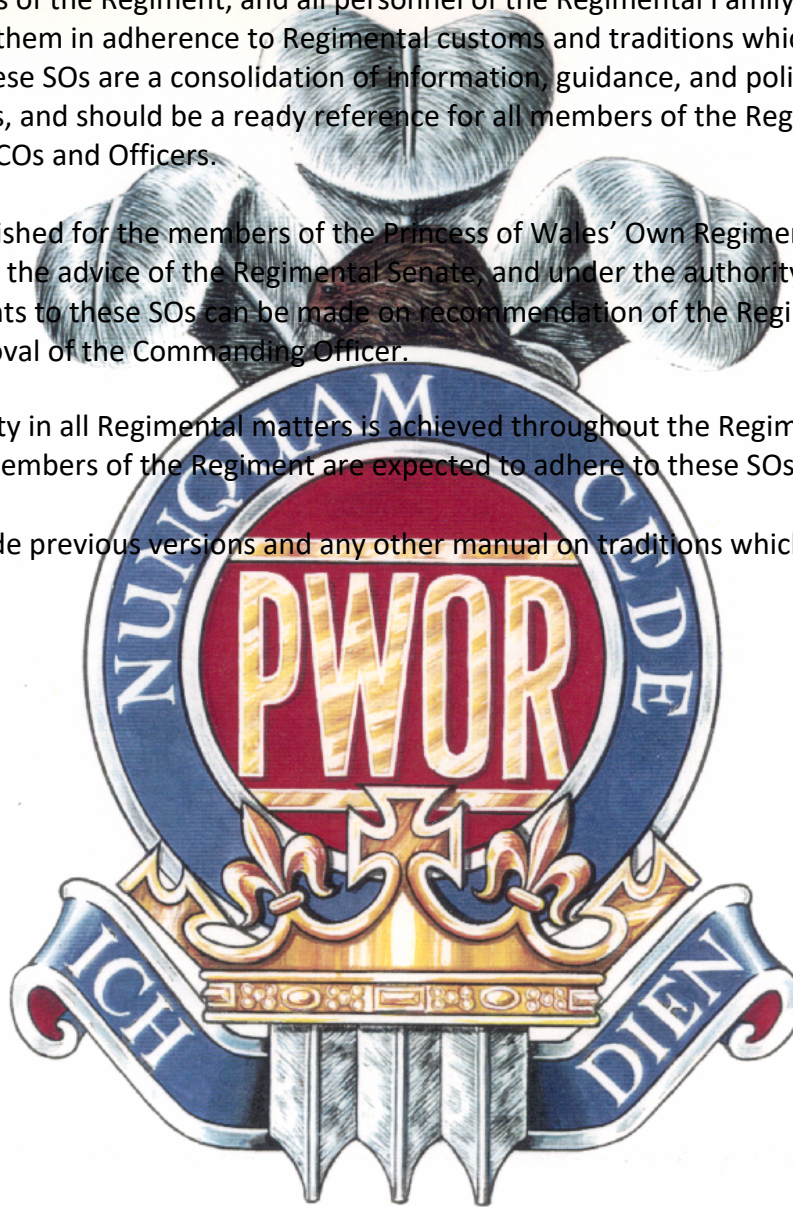 s of the Regiment, and all personnel of the Regimental Family
them in adherence to Regimental customs and traditions whic
ese SOs are a consolidation of information, guidance, and poli
s, and should be a ready reference for all members of the Reg
COs and Officers.
ished for the members of the Princess of Wales’ Own Regimen
the advice of the Regimental Senate, and under the authority
nts to these SOs can be made on recommendation of the Regi
oval of the Commanding Officer.
ty in all Regimental matters is achieved throughout the Regim
embers of the Regiment are expected to adhere to these SOs
de previous versions and any other manual on traditions which
NUNQUAM CEDE
PWOR
ICH DIEN